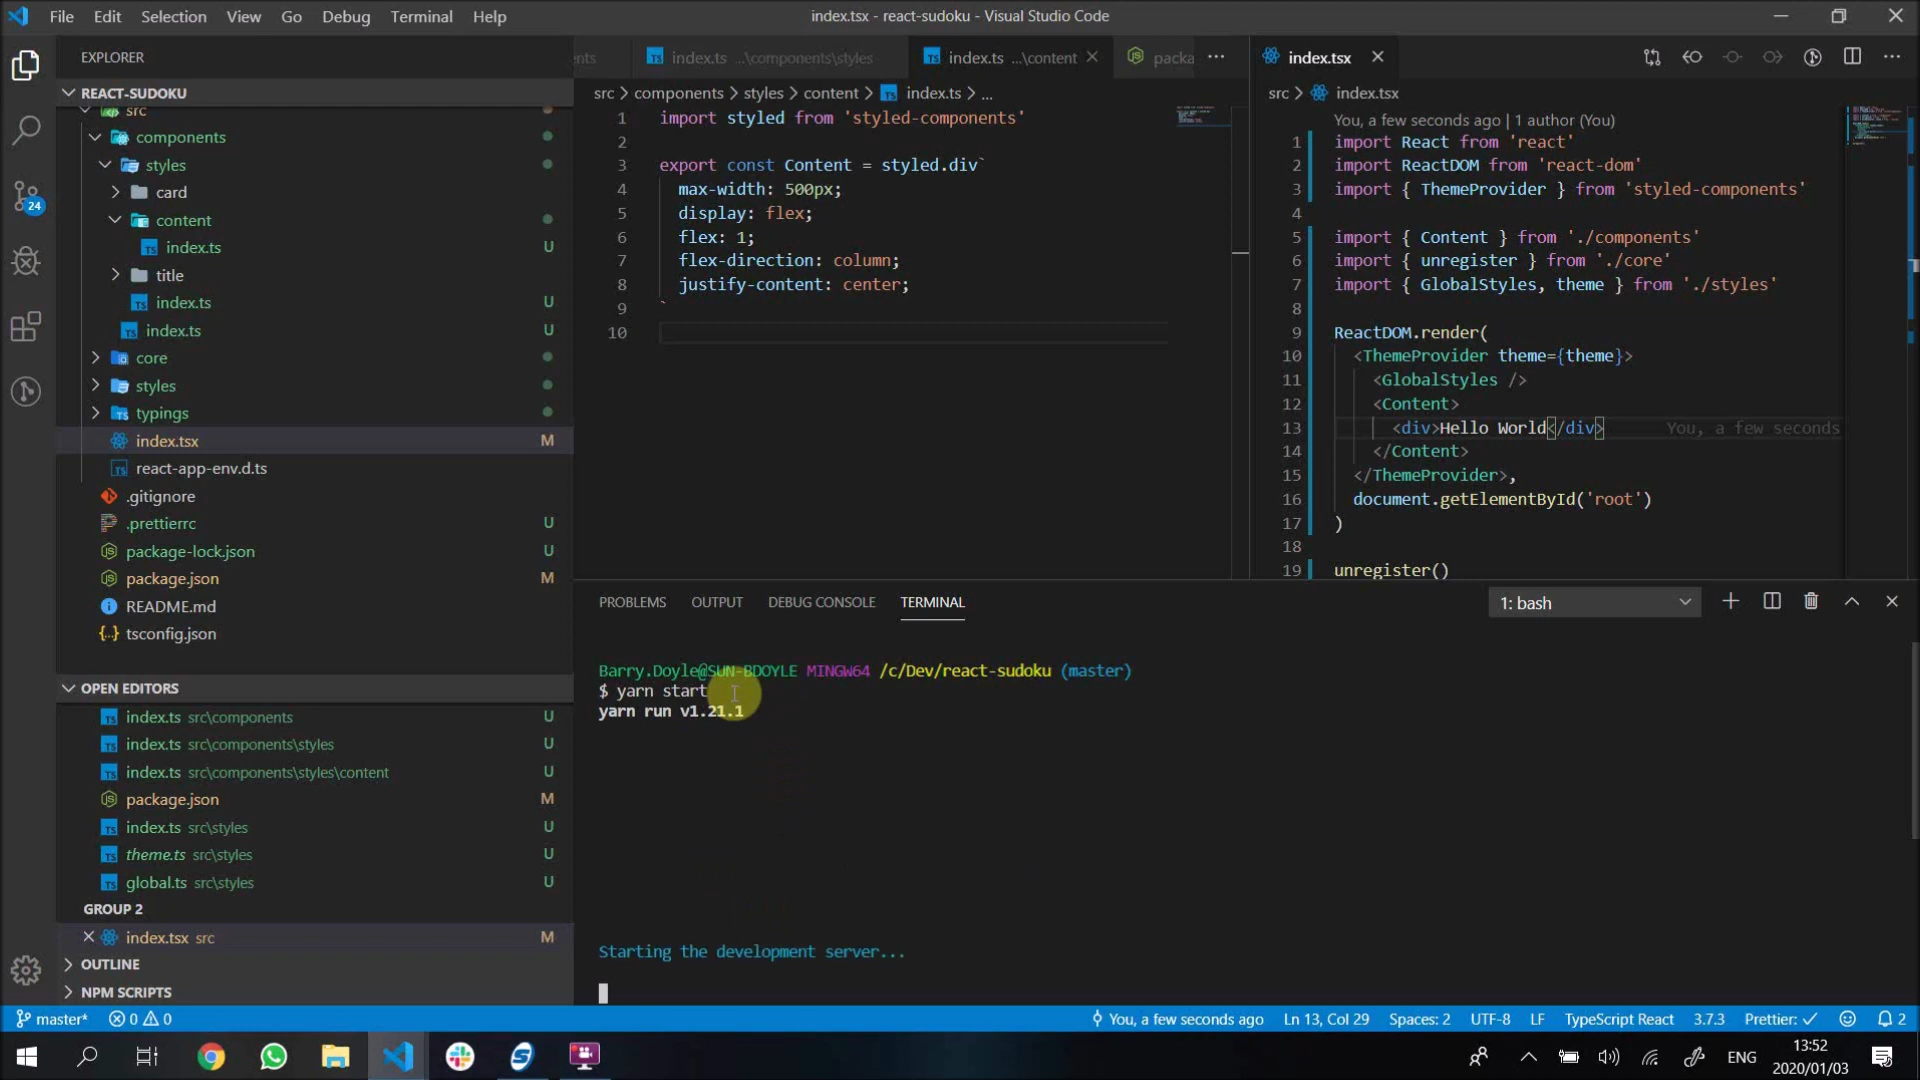 File Edit Selection View Go Debug Terminal Help
index.tsx - react-sudoku - Visual Studio Code
EXPLORER
REACT-SUDOKU
src
components
styles
card
content
index.ts U
title
index.ts U
index.ts U
core
styles
typings
index.tsx M
react-app-env.d.ts
.gitignore
.prettierrc U
package-lock.json U
package.json M
README.md
tsconfig.json
OPEN EDITORS
index.ts src\components U
index.ts src\components\styles U
index.ts src\components\styles\content U
package.json M
index.ts src\styles U
theme.ts src\styles U
global.ts src\styles U
GROUP 2
index.tsx src M
OUTLINE
NPM SCRIPTS
24
index.ts ...\components\styles
index.ts ...\content
packa
src > components > styles > content > index.ts > ...
1 import styled from 'styled-components'
2
3 export const Content = styled.div`
4 max-width: 500px;
5 display: flex;
6 flex: 1;
7 flex-direction: column;
8 justify-content: center;
9 `
10
index.tsx
src > index.tsx
You, a few seconds ago | 1 author (You)
1 import React from 'react'
2 import ReactDOM from 'react-dom'
3 import { ThemeProvider } from 'styled-components'
4
5 import { Content } from './components'
6 import { unregister } from './core'
7 import { GlobalStyles, theme } from './styles'
8
9 ReactDOM.render(
10 <ThemeProvider theme={theme}>
11 <GlobalStyles />
12 <Content>
13 <div>Hello World</div> You, a few seconds
14 </Content>
15 </ThemeProvider>,
16 document.getElementById('root')
17 )
18
19 unregister()
PROBLEMS OUTPUT DEBUG CONSOLE TERMINAL
1: bash
Barry.Doyle@SUN-BDOYLE MINGW64 /c/Dev/react-sudoku (master)
$ yarn start
yarn run v1.21.1
Starting the development server...
master* 0 0
You, a few seconds ago Ln 13, Col 29 Spaces: 2 UTF-8 LF TypeScript React 3.7.3 Prettier: ✓ 2
ENG
13:52
2020/01/03